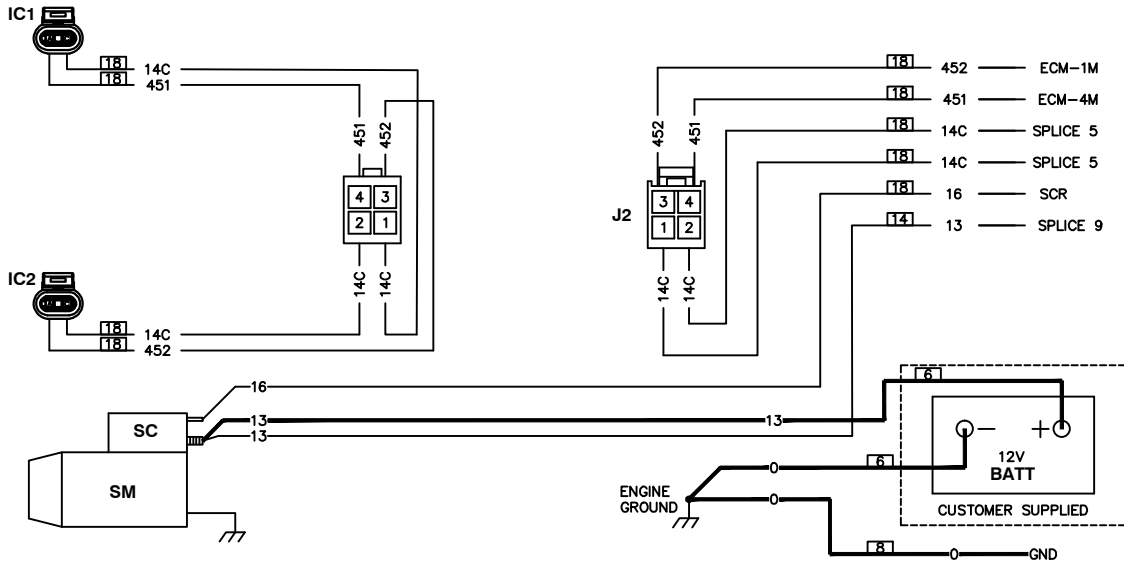 IC1
18 14C
18 451
451 452
4 3
2 1
14C 14C
IC2
18 14C
18 452
18 452 ECM-1M
18 451 ECM-4M
18 14C SPLICE 5
18 14C SPLICE 5
18 16 SCR
14 13 SPLICE 9
452 451
J2
3 4
1 2
14C 14C
16
13 13
13
SC
SM
6
- +
12V
BATT
CUSTOMER SUPPLIED
0 6
ENGINE
GROUND
0
8 0 GND